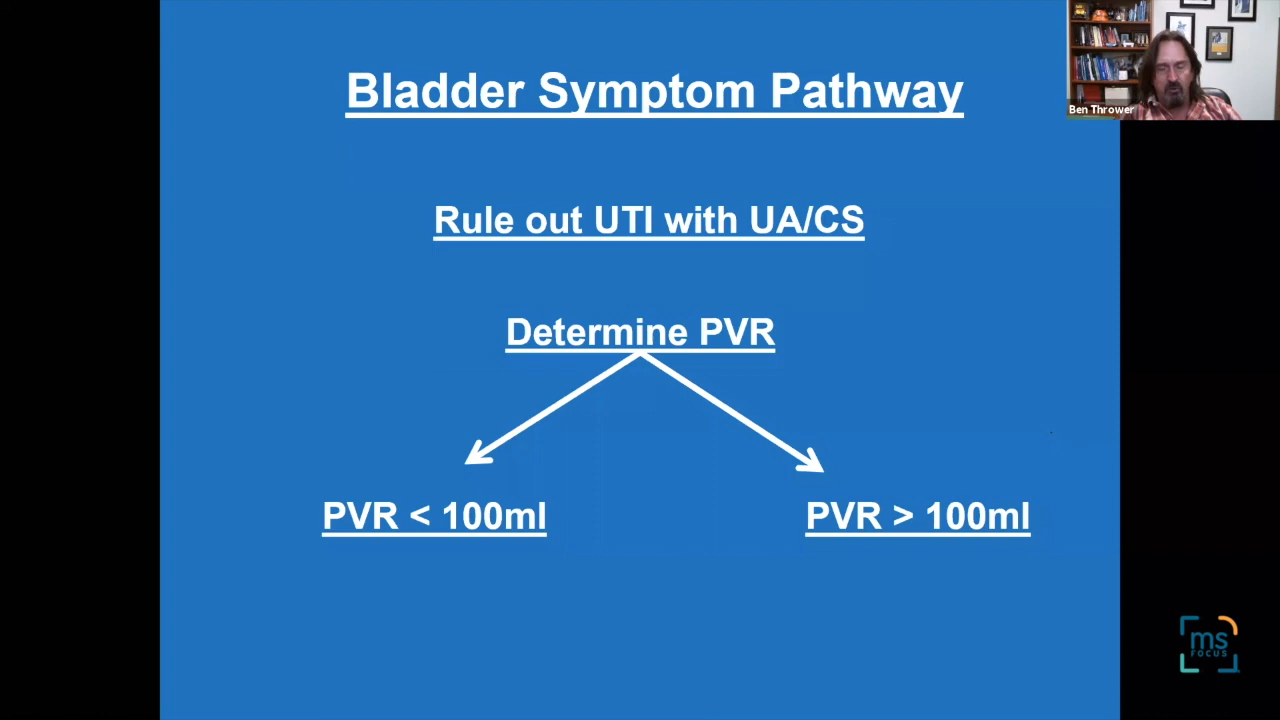 Bladder Symptom Pathway
Ben Thrower
Rule out UTI with UA/CS
Determine PVR
PVR < 100ml
PVR > 100ml
ms
FOCUS